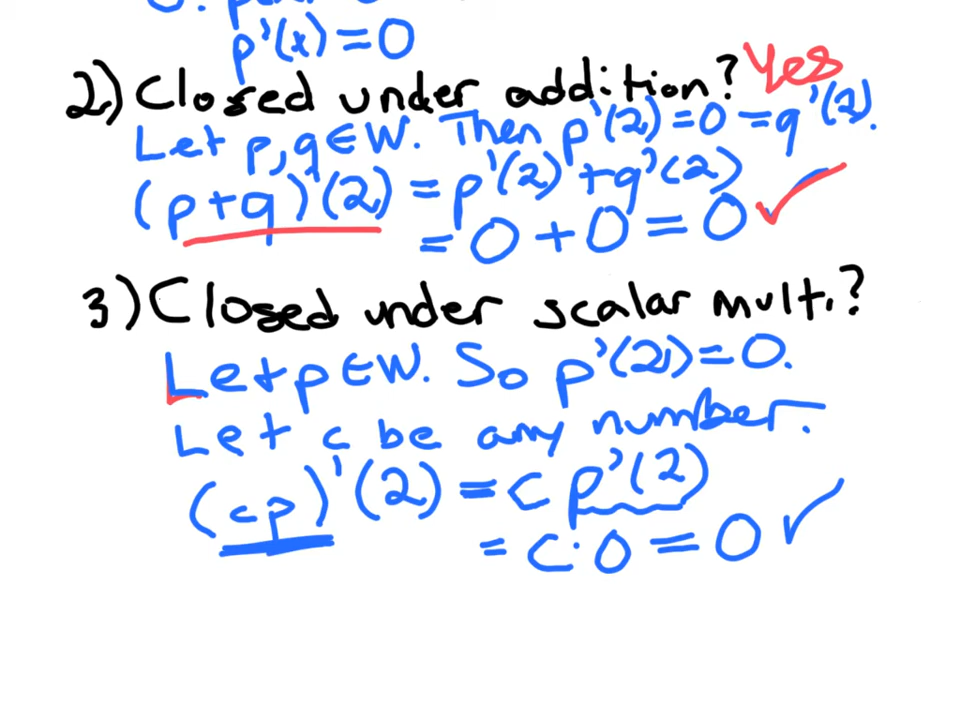 p'(x) = 0
2) Closed under addition? Yes
Let p, q ∈ W. Then p'(2) = 0 = q'(2).
(p+q)'(2) = p'(2) + q'(2)
= 0 + 0 = 0 ✓
3) Closed under scalar mult.?
Let p ∈ W. So p'(2) = 0.
Let c be any number.
(cp)'(2) = c p'(2)
= c·0 = 0 ✓